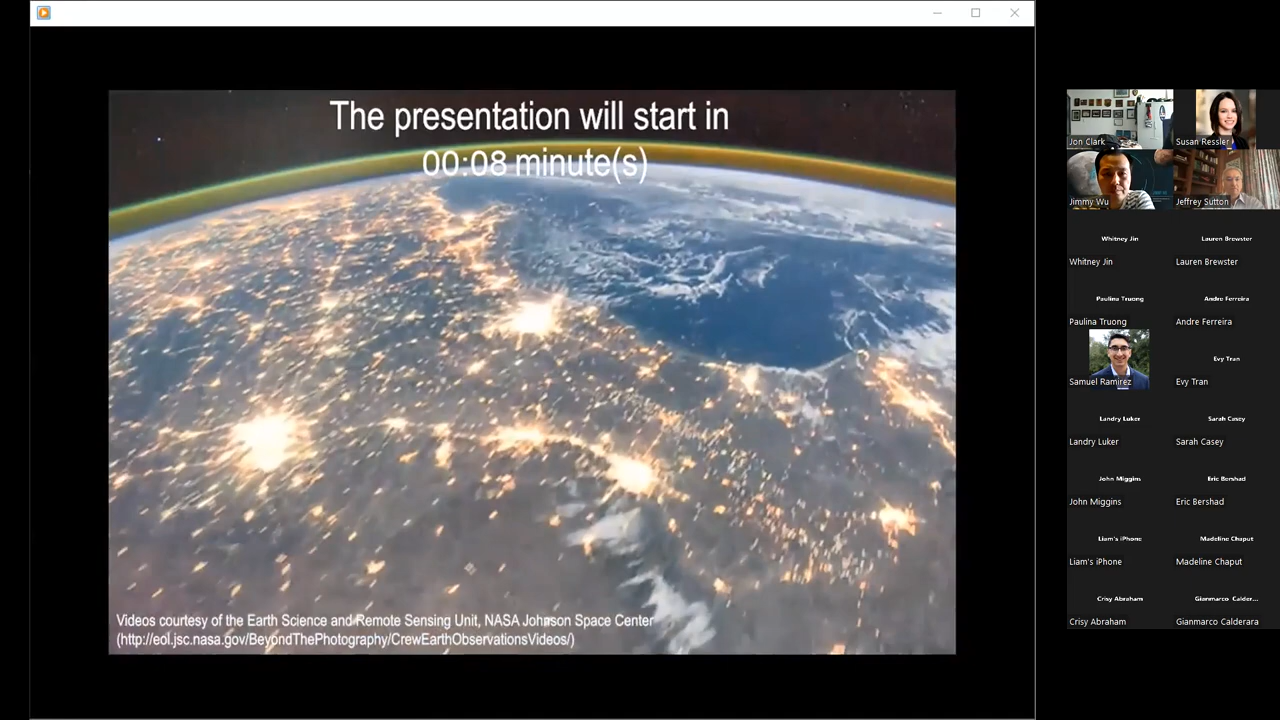 The presentation will start in
00:08 minute(s)
Videos courtesy of the Earth Science and Remote Sensing Unit, NASA Johnson Space Center
(http://eol.jsc.nasa.gov/BeyondThePhotography/CrewEarthObservationsVideos/)
Jon Clark
Susan Ressler
Jimmy Wu
Jeffrey Sutton
Whitney Jin
Lauren Brewster
Whitney Jin
Lauren Brewster
Paulina Truong
Andre Ferreira
Paulina Truong
Andre Ferreira
Evy Tran
Samuel Ramirez
Evy Tran
Landry Luker
Sarah Casey
Landry Luker
Sarah Casey
John Miggins
Eric Bershad
John Miggins
Eric Bershad
Liam's iPhone
Madeline Chaput
Liam's iPhone
Madeline Chaput
Crisy Abraham
Gianmarco Calder...
Crisy Abraham
Gianmarco Calderara